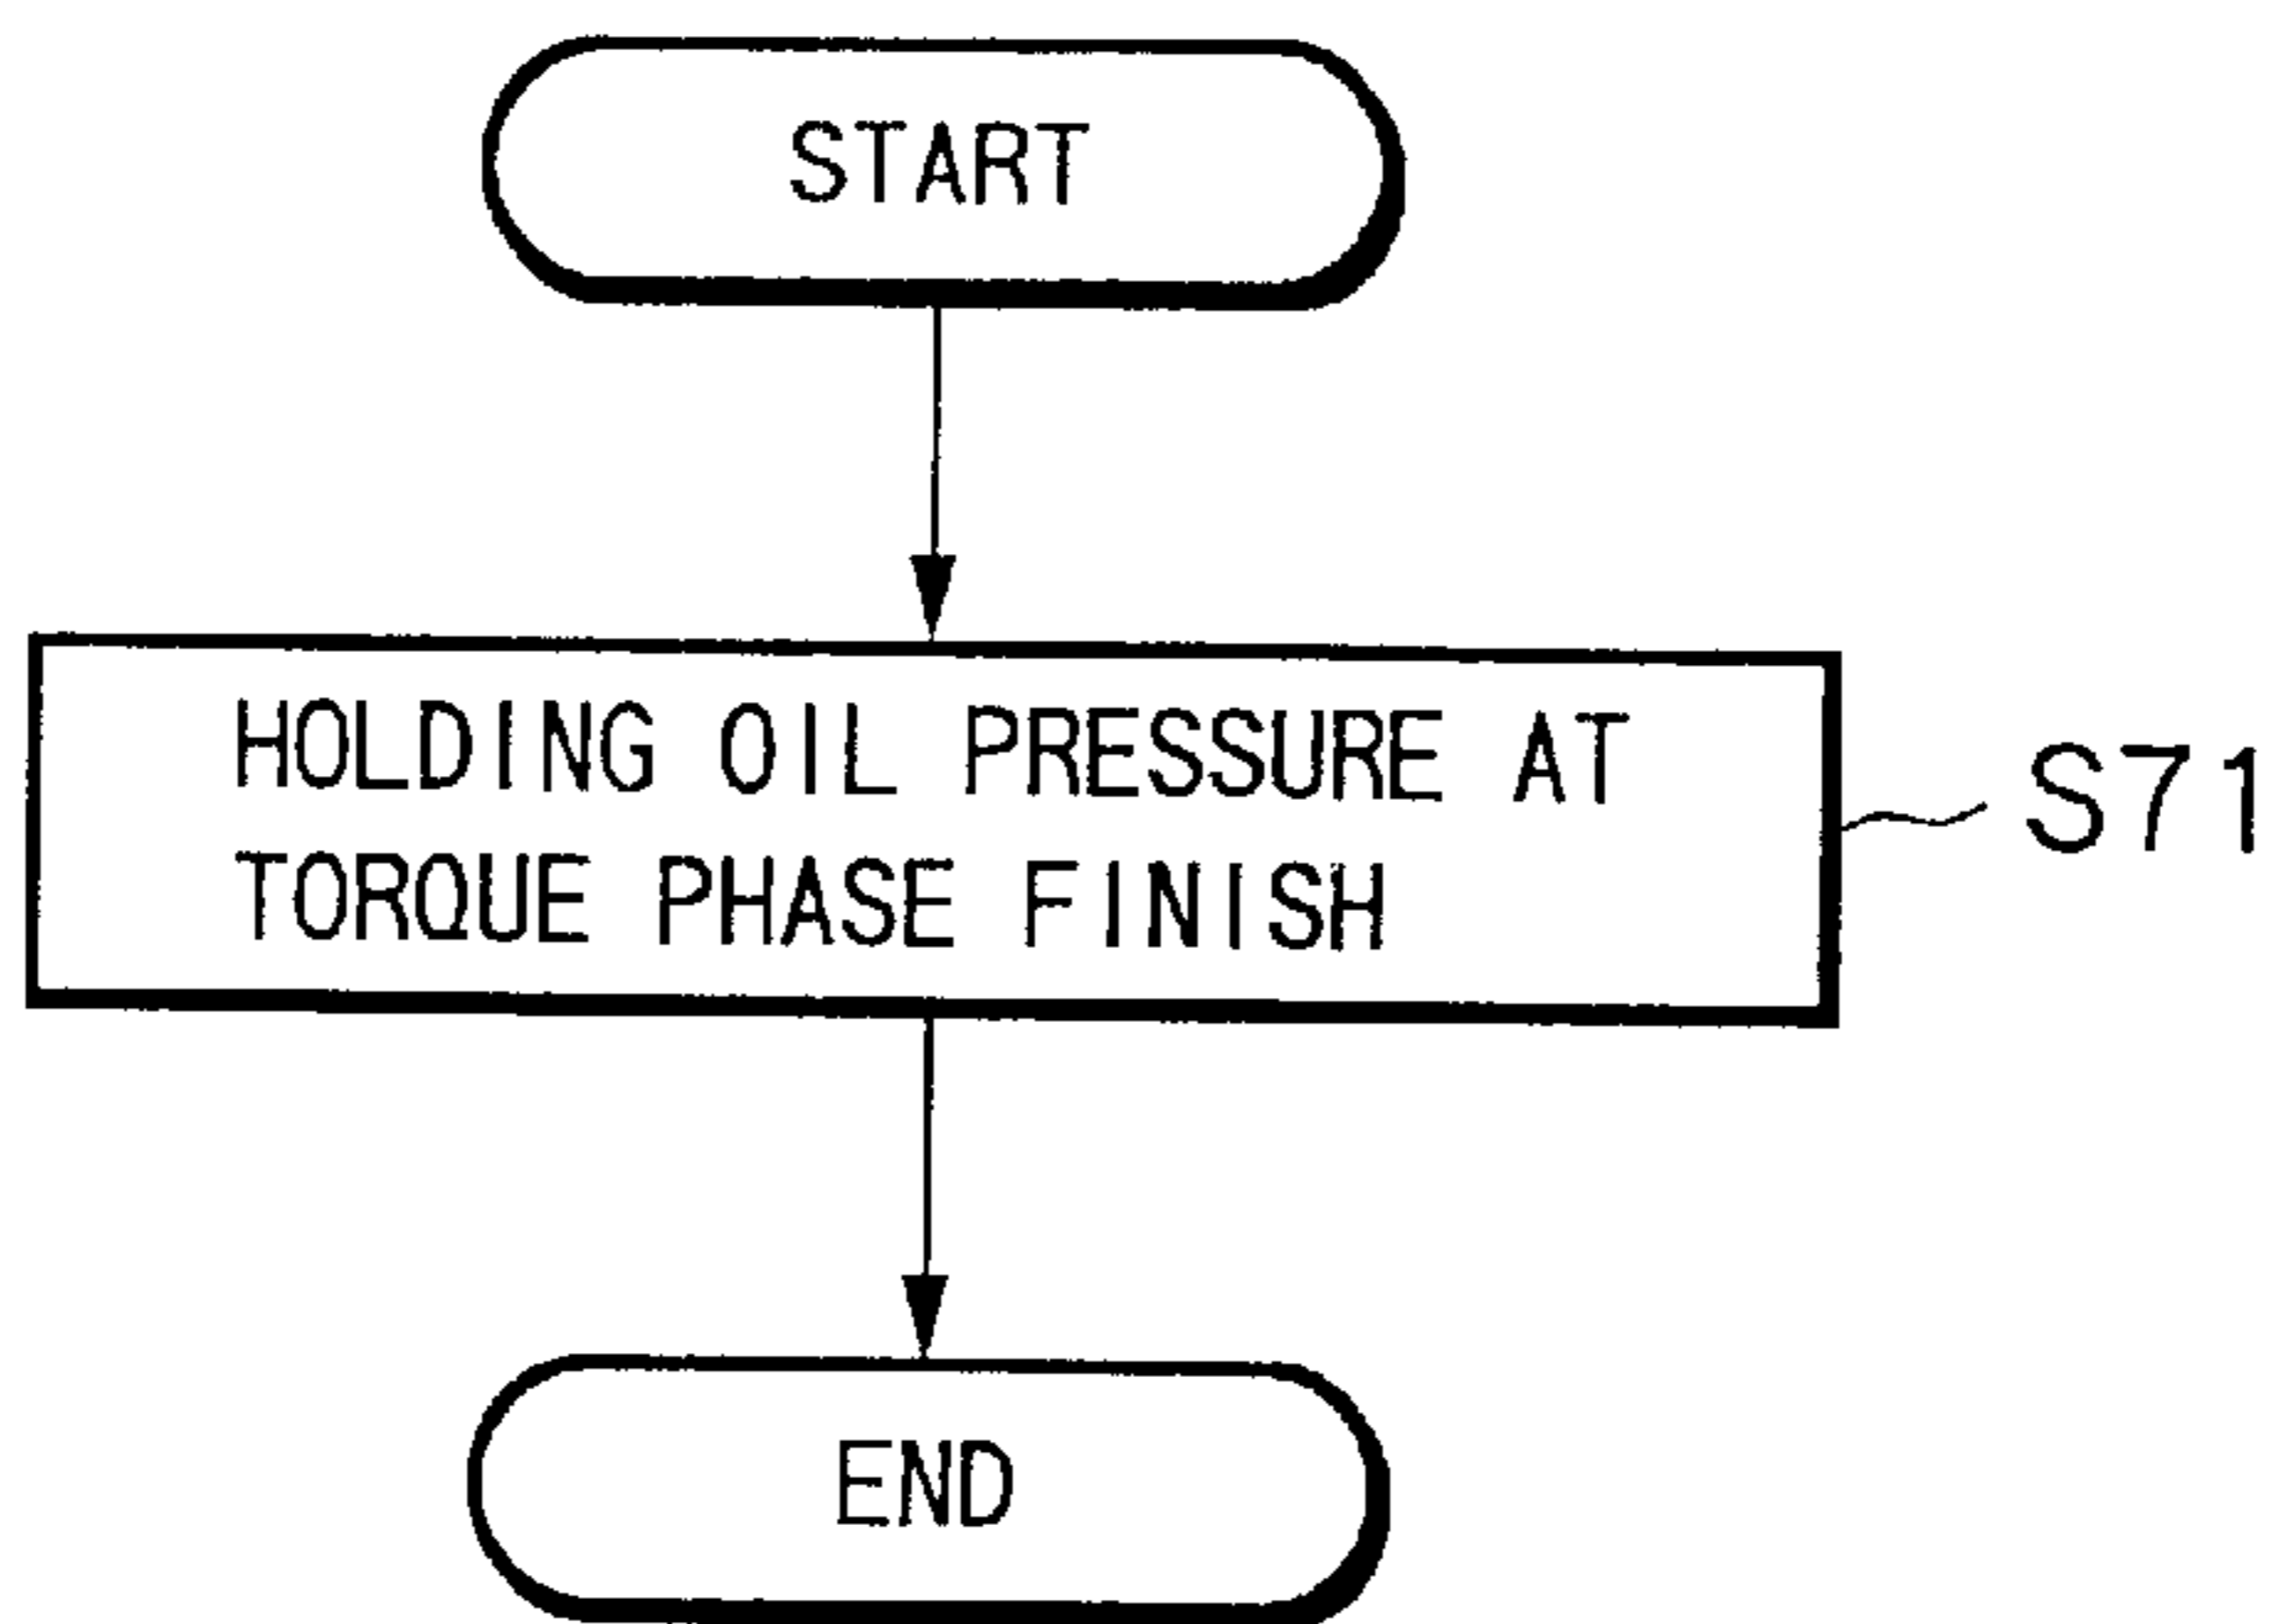 START
HOLDING OIL PRESSURE AT
TORQUE PHASE FINISH
S71
END